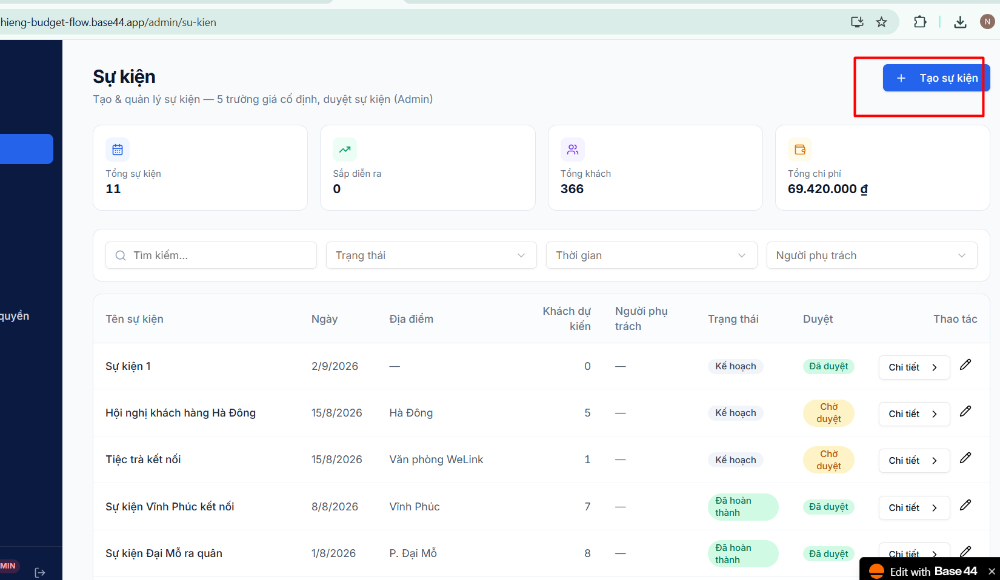 hieng-budget-flow.base44.app/admin/su-kien
N
Sự kiện
Tạo & quản lý sự kiện — 5 trường giá cố định, duyệt sự kiện (Admin)
+ Tạo sự kiện
Tổng sự kiện
11
Sắp diễn ra
0
Tổng khách
366
Tổng chi phí
69.420.000 ₫
Tìm kiếm...
Trạng thái
Thời gian
Người phụ trách
quyền
Tên sự kiện
Ngày
Địa điểm
Khách dự
kiến
Người phụ
trách
Trạng thái
Duyệt
Thao tác
Sự kiện 1
2/9/2026
—
0
—
Kế hoạch
Đã duyệt
Chi tiết
Hội nghị khách hàng Hà Đông
15/8/2026
Hà Đông
5
—
Kế hoạch
Chờ
duyệt
Chi tiết
Tiệc trà kết nối
15/8/2026
Văn phòng WeLink
1
—
Kế hoạch
Chờ
duyệt
Chi tiết
Sự kiện Vĩnh Phúc kết nối
8/8/2026
Vĩnh Phúc
7
—
Đã hoàn
thành
Đã duyệt
Chi tiết
Sự kiện Đại Mỗ ra quân
1/8/2026
P. Đại Mỗ
8
—
Đã hoàn
thành
Đã duyệt
Chi tiết
MIN
Edit with Base 44